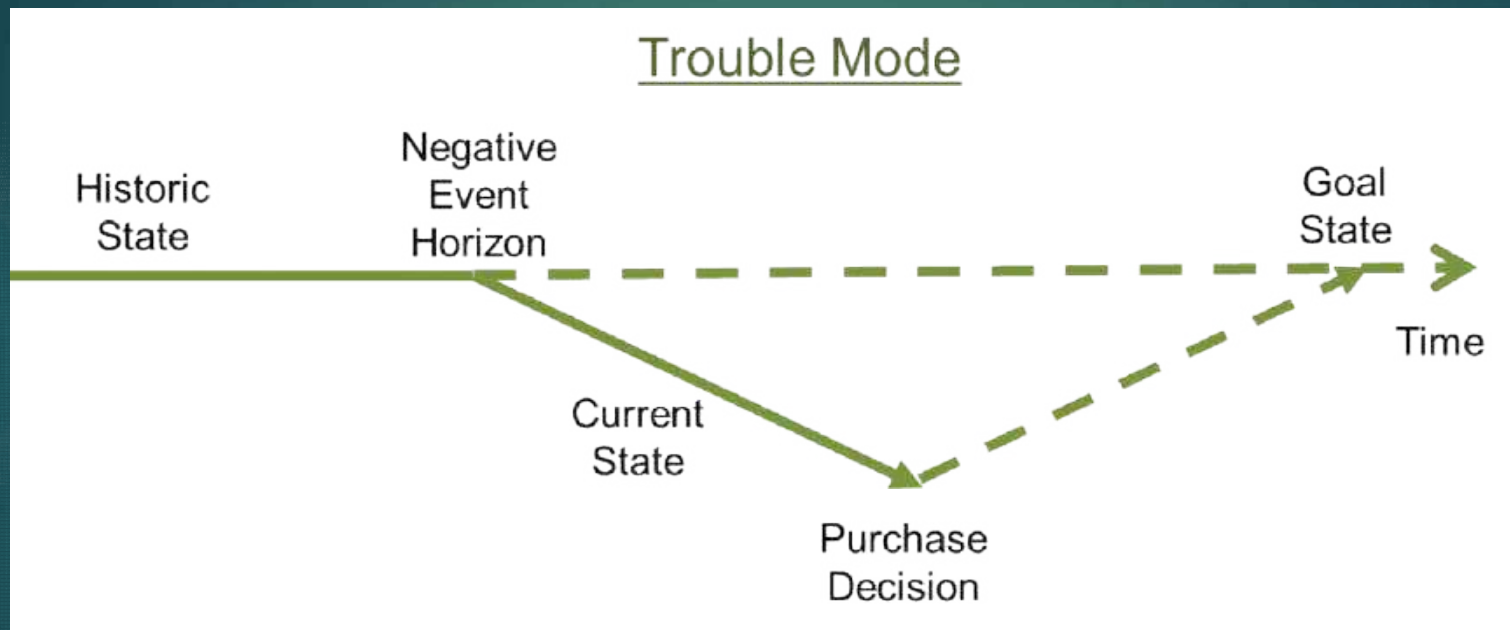 Trouble Mode
Historic
State
Negative
Event
Horizon
Goal
State
Time
Current
State
Purchase
Decision